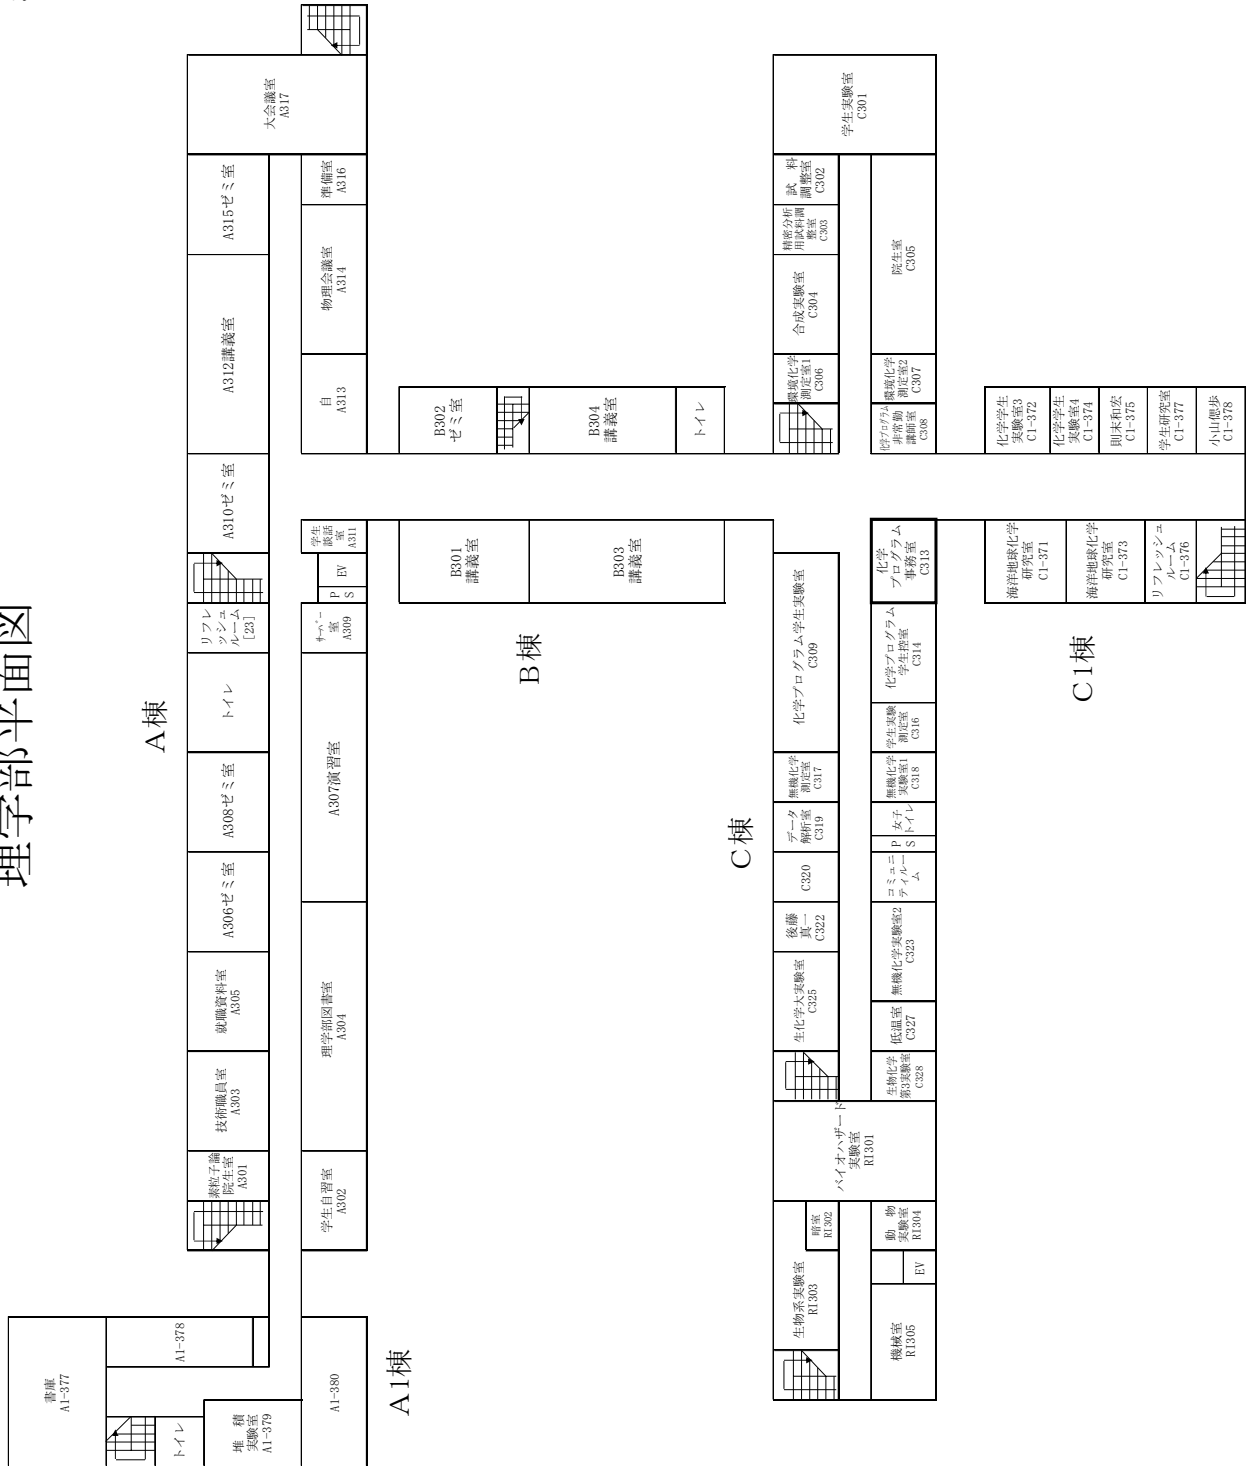 理学部平面図
A棟
大会議室
A317
A315ゼミ室
A312講義室
A310ゼミ室
リフレ
ッシュ
ルーム
[23]
トイレ
A308ゼミ室
A306ゼミ室
就職資料室
A305
技術職員室
A303
素粒子論
院生室
A301
準備室
A316
物理会議室
A314
自
A313
学生
談話
室
A311
EV
P
S
サーバー
室
A309
A307演習室
理学部図書室
A304
学生自習室
A302
A1棟
書庫
A1-377
A1-378
トイレ
堆 積
実験室
A1-379
A1-380
B棟
B302
ゼミ室
B304
講義室
トイレ
B301
講義室
B303
講義室
C棟
学生実験室
C301
試 料
調整室
C302
精密分析
用試料調
整室
C303
合成実験室
C304
環境化学
測定室1
C306
院生室
C305
環境化学
測定室2
C307
化学プログラム
非常勤
講師室
C308
化学プログラム学生実験室
C309
無機化学
測定室
C317
データ
解析室
C319
C320
後藤
真一
C322
生化学大実験室
C325
化学
プログラム
事務室
C313
化学プログラム
学生控室
C314
学生実験
測定室
C316
無機化学
実験室1
C318
女子
トイレ
P
S
コミュニ
ティルー
ム
無機化学実験室2
C323
低温室
C327
生物化学
第3実験室
C328
バイオハザード
実験室
RI301
暗室
RI302
生物系実験室
RI303
動 物
実験室
RI304
EV
機械室
RI305
C1棟
化学学生
実験室3
C1-372
化学学生
実験室4
C1-374
則末和宏
C1-375
学生研究室
C1-377
小山偲歩
C1-378
海洋地球化学
研究室
C1-371
海洋地球化学
研究室
C1-373
リフレッシュ
ルーム
C1-376